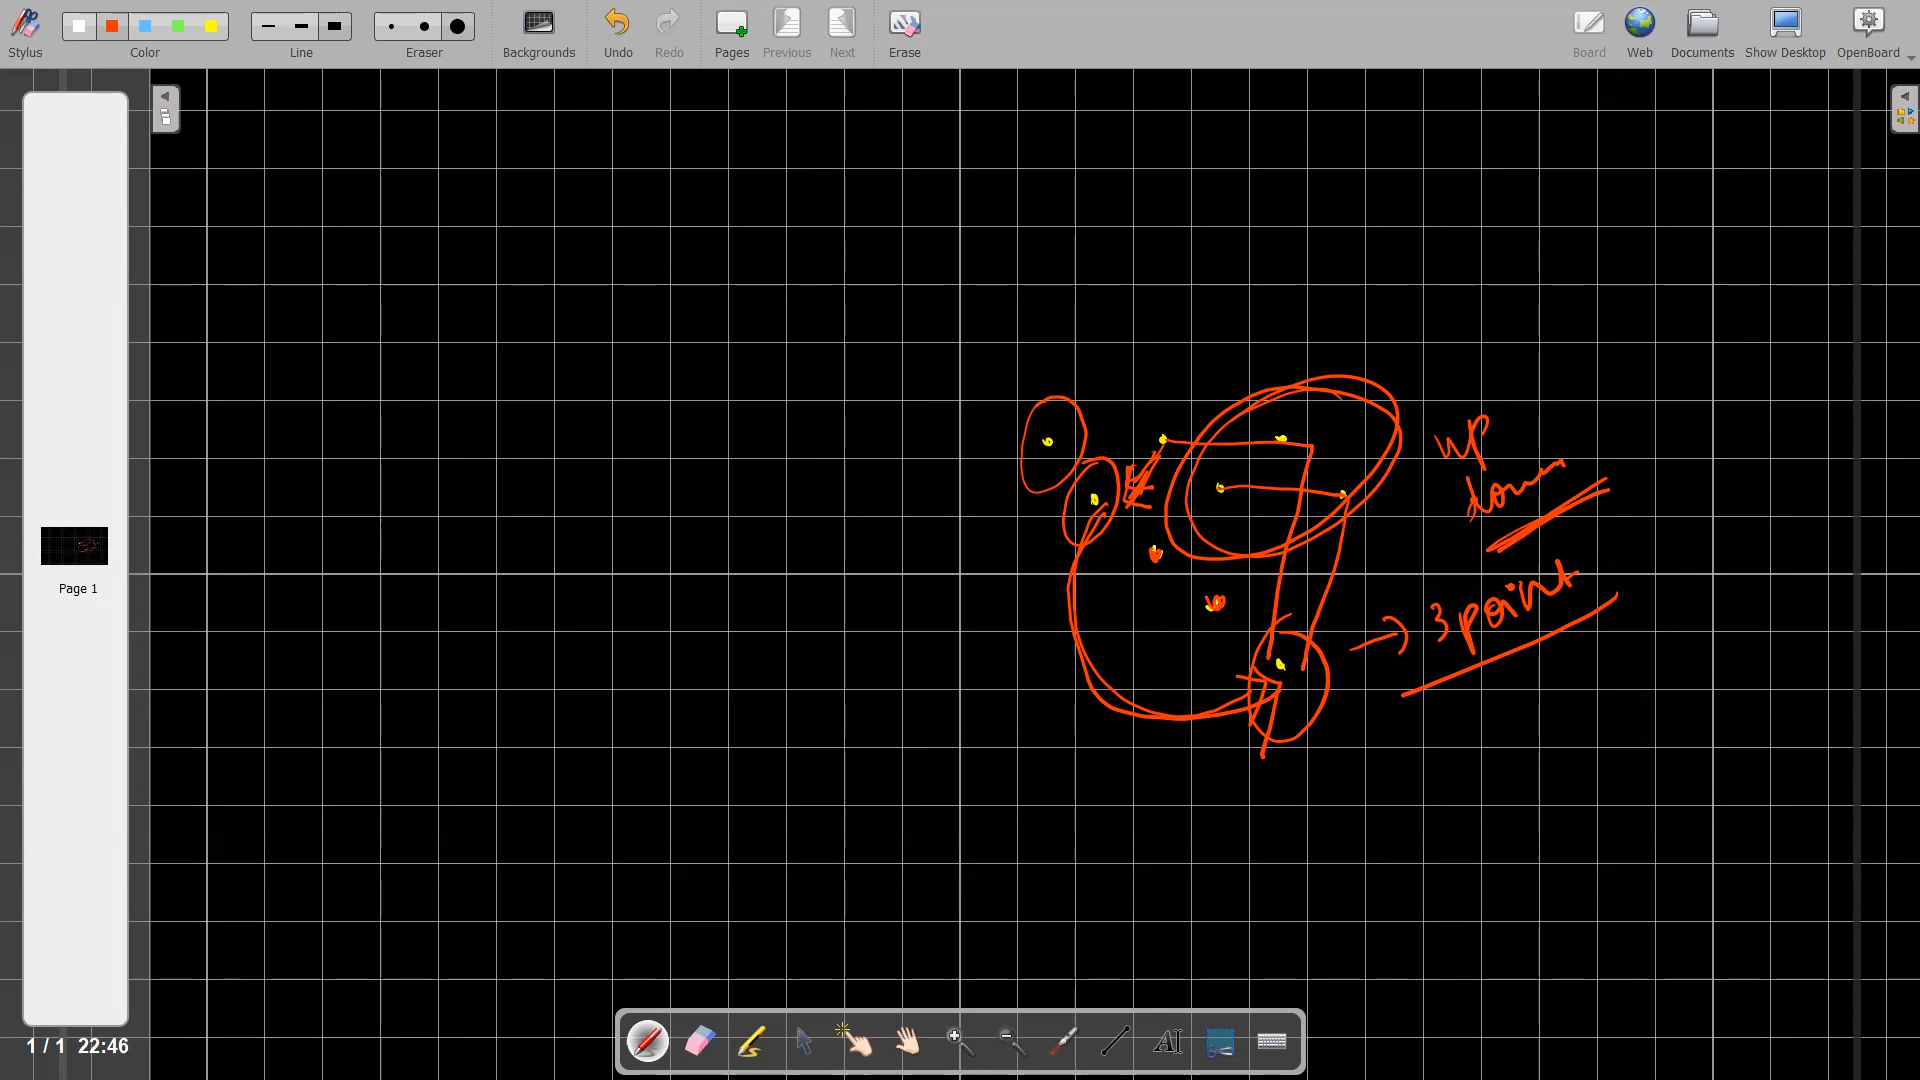 Stylus
Color
Line
Eraser
Backgrounds
Undo
Redo
Pages
Previous
Next
Erase
Board
Web
Documents
Show Desktop
OpenBoard
up
down
3 point
Page 1
1 / 1 22:46
AI